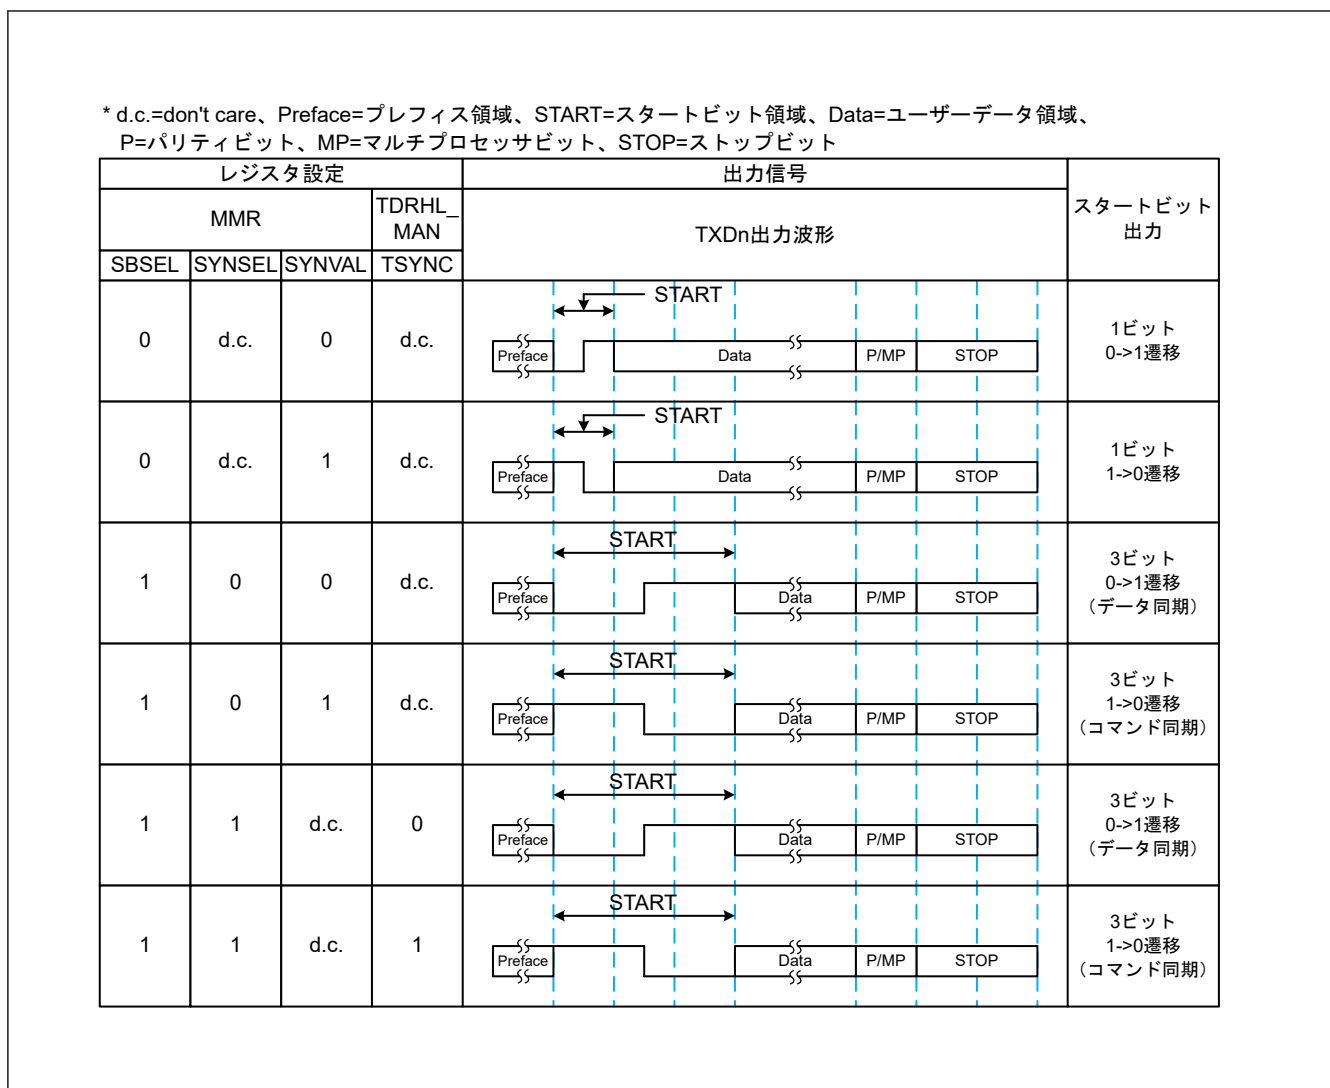 * d.c.=don't care、Preface=プレフィス領域、START=スタートビット領域、Data=ユーザーデータ領域、
P=パリティビット、MP=マルチプロセッサビット、STOP=ストップビット
レジスタ設定 出力信号 スタートビット出力
MMR TDRHL_MAN TXDn出力波形
SBSEL SYNSEL SYNVAL TSYNC
START
0 d.c. 0 d.c. Preface Data P/MP STOP 1ビット
0->1遷移
START
0 d.c. 1 d.c. Preface Data P/MP STOP 1ビット
1->0遷移
START
1 0 0 d.c. Preface Data P/MP STOP 3ビット
0->1遷移
（データ同期）
START
1 0 1 d.c. Preface Data P/MP STOP 3ビット
1->0遷移
（コマンド同期）
START
1 1 d.c. 0 Preface Data P/MP STOP 3ビット
0->1遷移
（データ同期）
START
1 1 d.c. 1 Preface Data P/MP STOP 3ビット
1->0遷移
（コマンド同期）